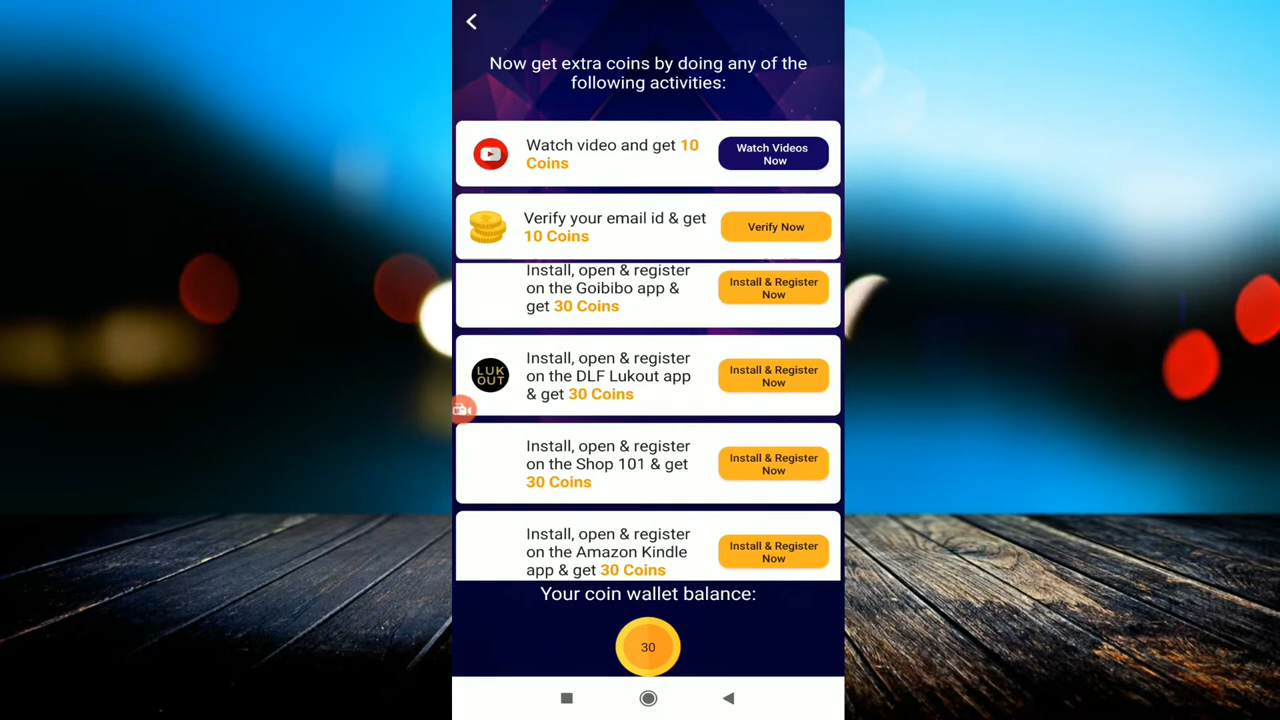 Now get extra coins by doing any of the
following activities:
Watch video and get 10
Coins
Watch Videos
Now
Verify your email id & get
10 Coins
Verify Now
Install, open & register
on the Goibibo app &
get 30 Coins
Install & Register
Now
LUK
OUT
Install, open & register
on the DLF Lukout app
& get 30 Coins
Install & Register
Now
Install, open & register
on the Shop 101 & get
30 Coins
Install & Register
Now
Install, open & register
on the Amazon Kindle
app & get 30 Coins
Install & Register
Now
Your coin wallet balance:
30